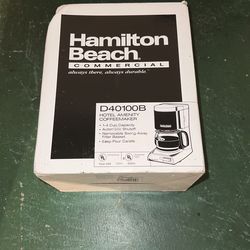 Hamilton
Beach
COMMERCIAL
always there, always durable.
D40100B
HOTEL AMENITY
COFFEEMAKER
• 1-4 Cup Capacity
• Automatic Shutoff
• Removable Swing-Away
Filter Basket
• Easy-Pour Carafe